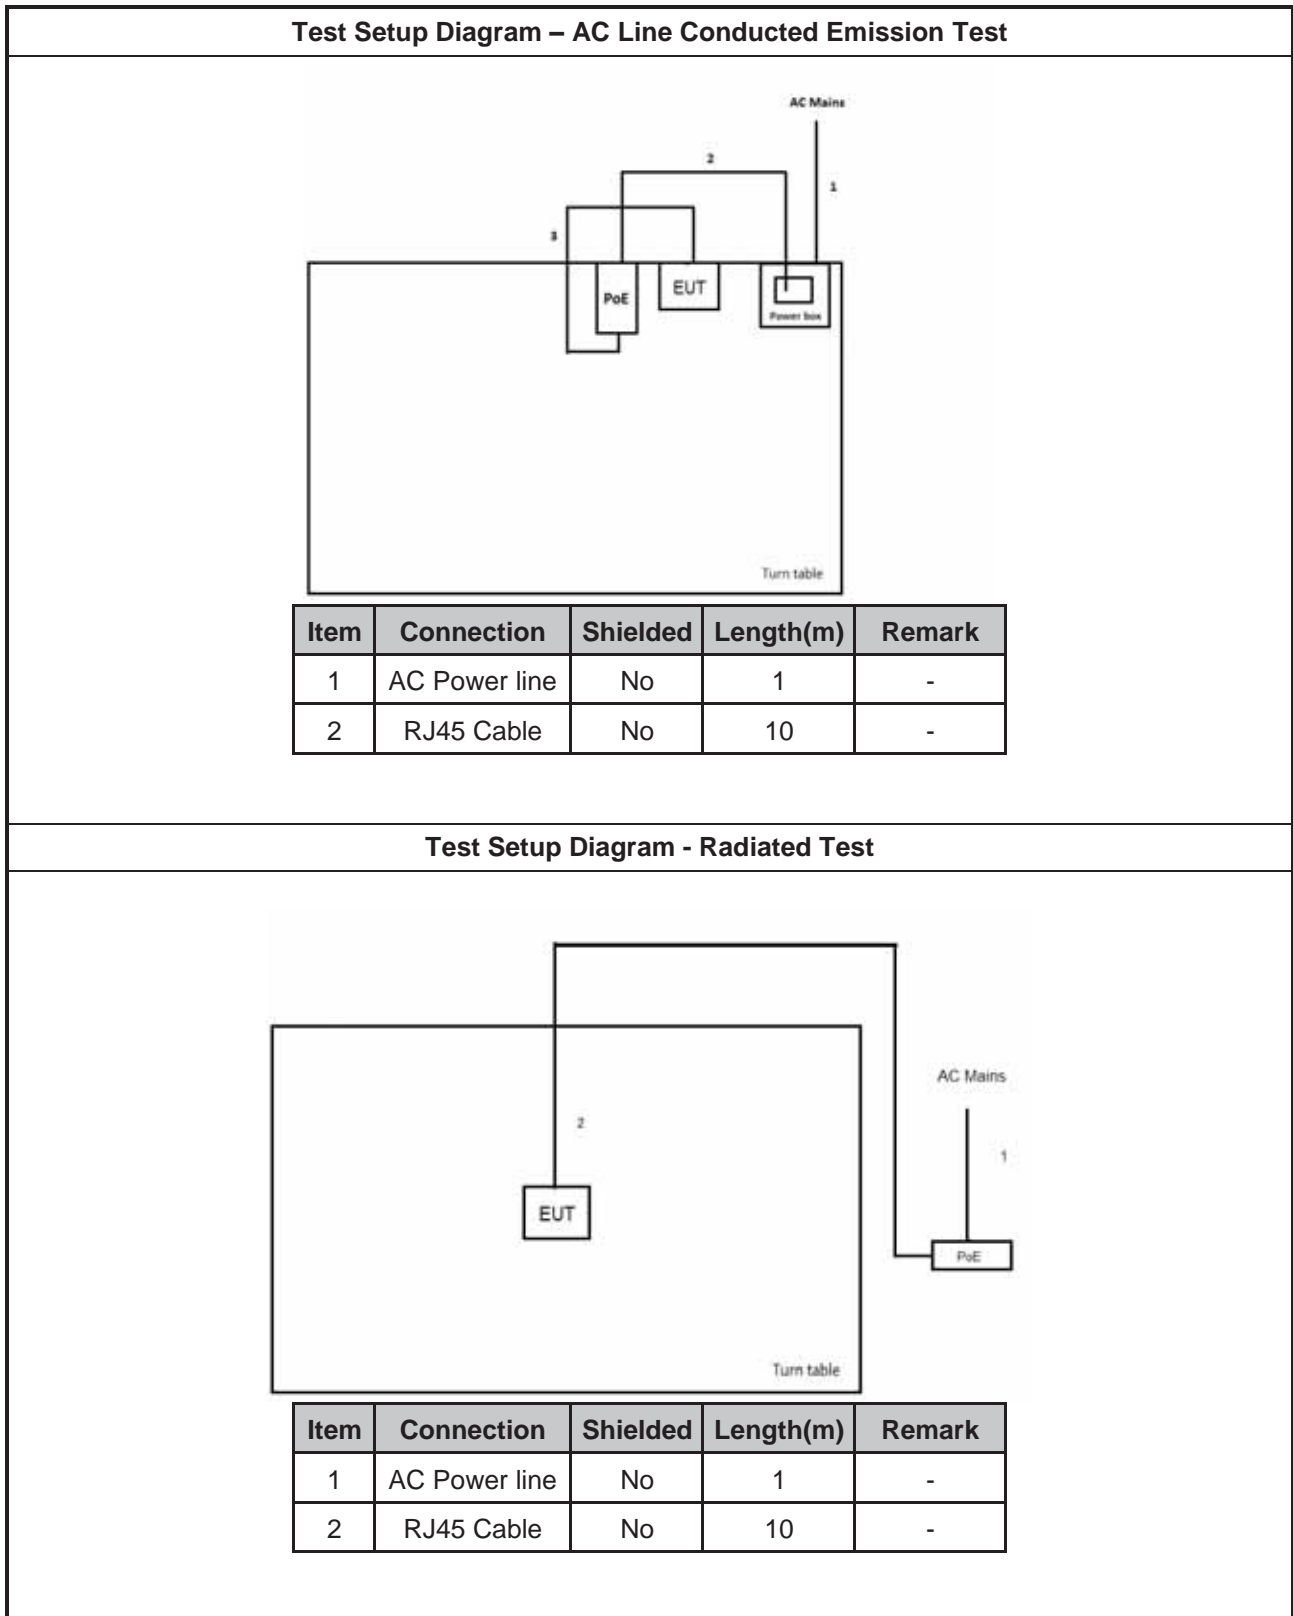 Test Setup Diagram – AC Line Conducted Emission Test
AC Mains
2
1
3
PoE
EUT
Power box
Turn table
Item Connection Shielded Length(m) Remark
1 AC Power line No 1 -
2 RJ45 Cable No 10 -
Test Setup Diagram - Radiated Test
AC Mains
2
1
EUT
PoE
Turn table
Item Connection Shielded Length(m) Remark
1 AC Power line No 1 -
2 RJ45 Cable No 10 -